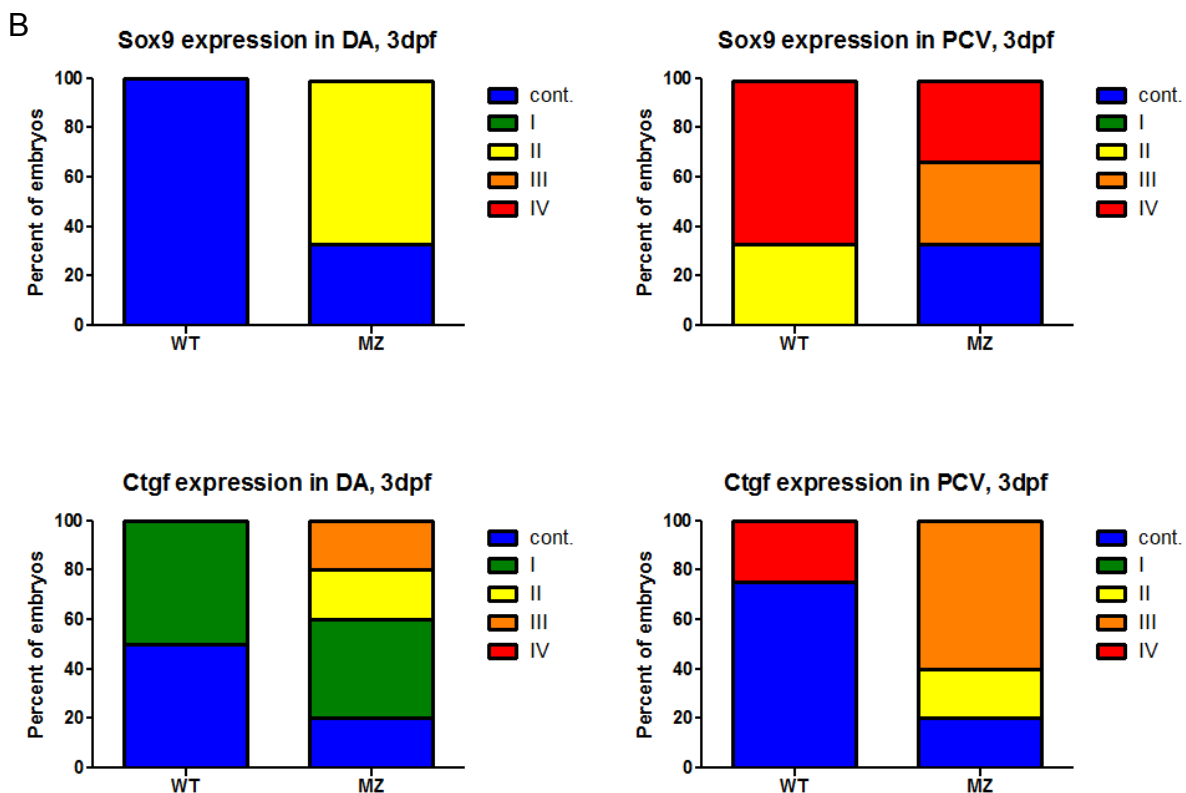 B
Sox9 expression in DA, 3dpf
Percent of embryos
100
80
60
40
20
0
WT
MZ
cont.
I
II
III
IV
Sox9 expression in PCV, 3dpf
Percent of embryos
100
80
60
40
20
0
WT
MZ
cont.
I
II
III
IV
Ctgf expression in DA, 3dpf
Percent of embryos
100
80
60
40
20
0
WT
MZ
cont.
I
II
III
IV
Ctgf expression in PCV, 3dpf
Percent of embryos
100
80
60
40
20
0
WT
MZ
cont.
I
II
III
IV